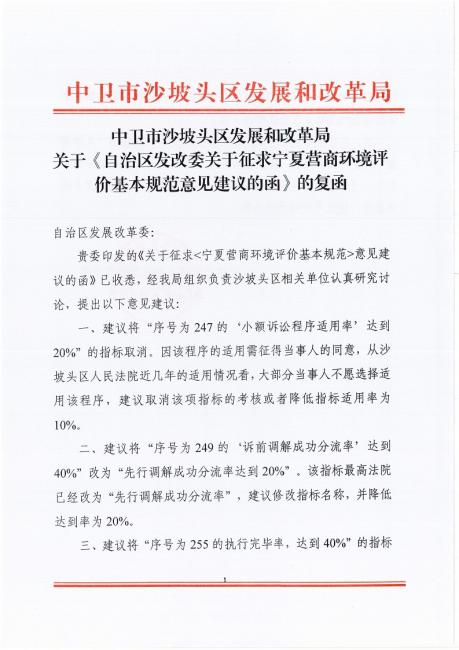 中卫市沙坡头区发展和改革局
中卫市沙坡头区发展和改革局
关于《自治区发改委关于征求宁夏营商环境评
价基本规范意见建议的函》的复函
自治区发展改革委：
贵委印发的《关于征求<宁夏营商环境评价基本规范>意见建
议的函》已收悉，经我局组织负责沙坡头区相关单位认真研究讨
论，提出以下意见建议：
一、建议将“序号为 247 的‘小额诉讼程序适用率’达到
20%”的指标取消。因该程序的适用需征得当事人的同意，从沙
坡头区人民法院近几年的适用情况看，大部分当事人不愿选择适
用该程序，建议取消该项指标的考核或者降低指标适用率为
10%。
二、建议将“序号为 249 的‘诉前调解成功分流率’达到
40%”改为“先行调解成功分流率达到 20%”。该指标最高法院
已经改为“先行调解成功分流率”，建议修改指标名称，并降低
达到率为 20%。
三、建议将“序号为 255 的执行完毕率，达到 40%”的指标
1